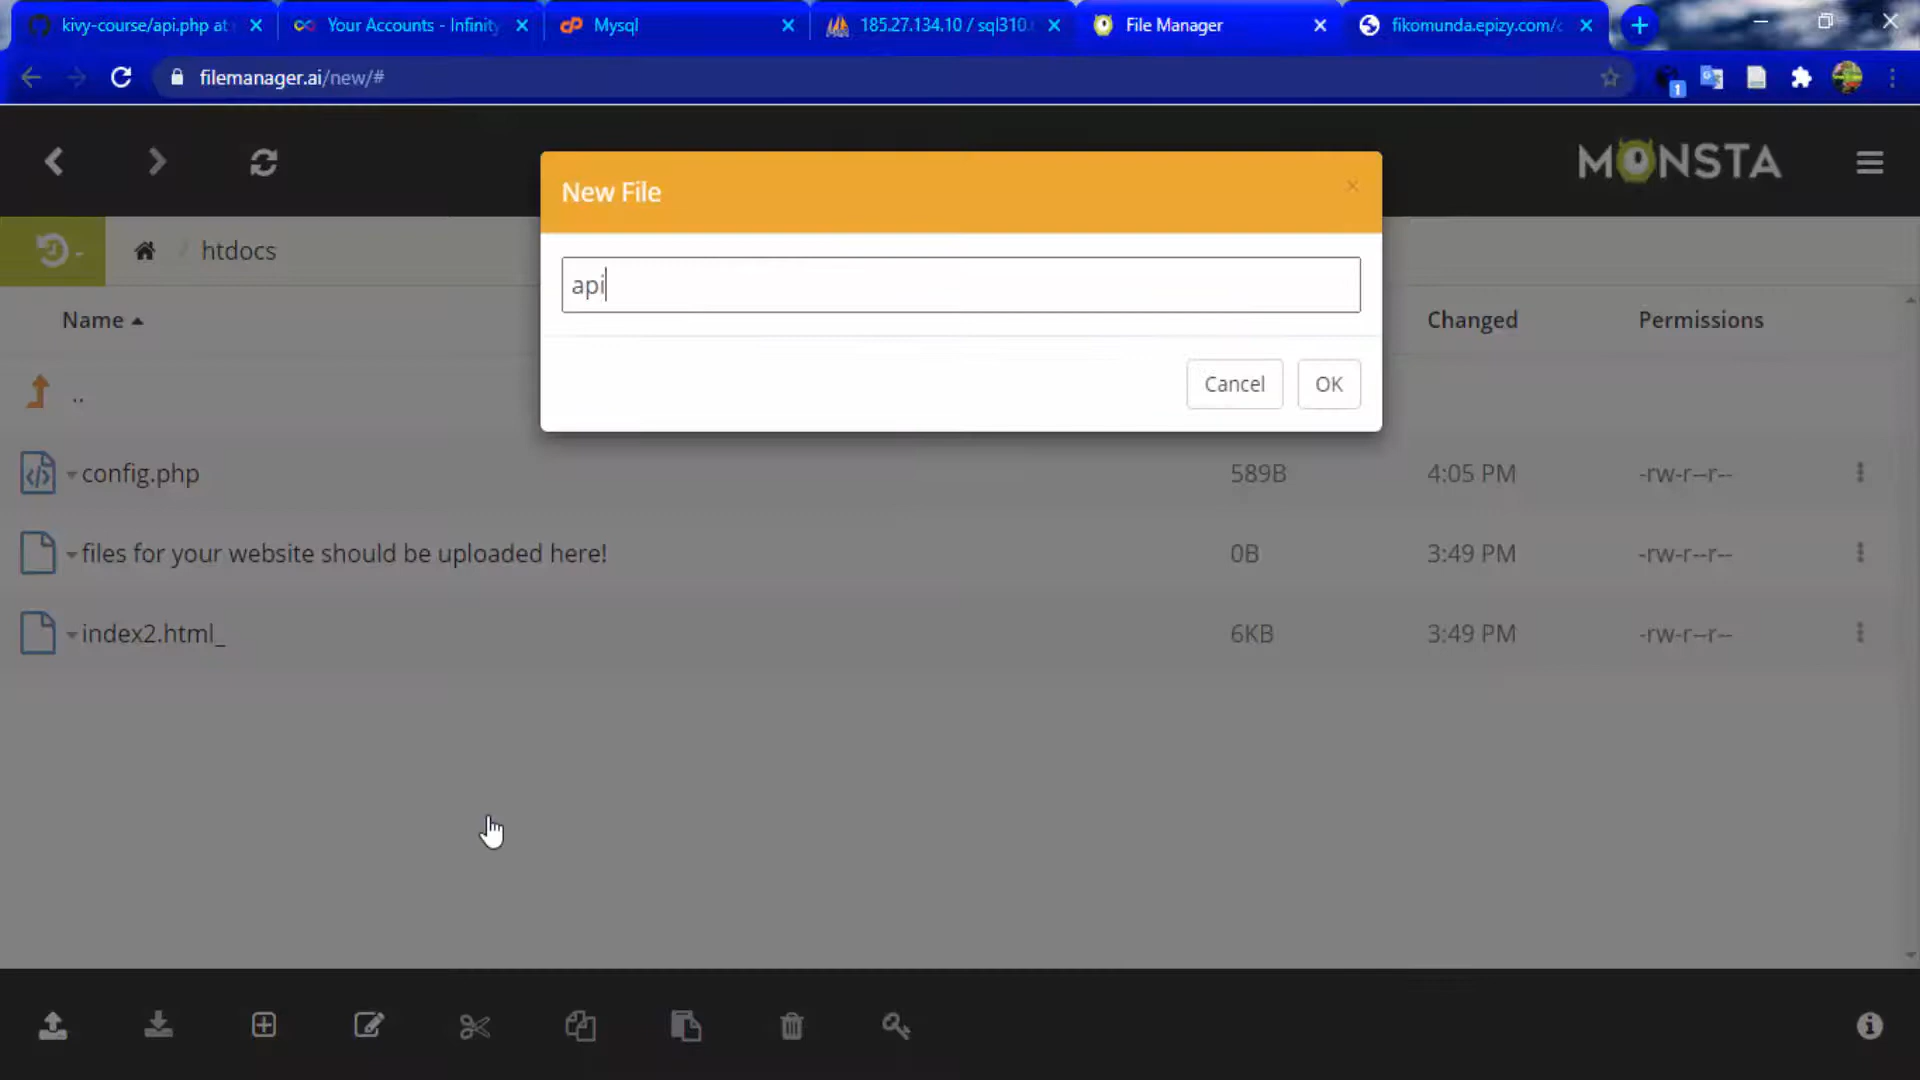 kivy-course/api.php at
Your Accounts - Infinity
Mysql
185.27.134.10 / sql310.
File Manager
fikomunda.epizy.com/c
filemanager.ai/new/#
1
MONSTA
New File
htdocs
api
Name
Changed
Permissions
Cancel
OK
..
config.php
589B
4:05 PM
-rw-r--r--
files for your website should be uploaded here!
0B
3:49 PM
-rw-r--r--
index2.html_
6KB
3:49 PM
-rw-r--r--